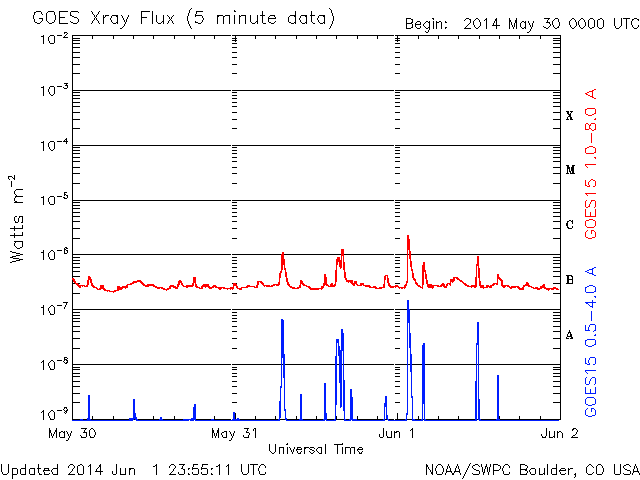 GOES Xray Flux (5 minute data)
Begin: 2014 May 30 0000 UTC
10⁻²
10⁻³
10⁻⁴
10⁻⁵
10⁻⁶
10⁻⁷
10⁻⁸
10⁻⁹
Watts m⁻²
X
M
C
B
A
GOES15 1.0–8.0 A
GOES15 0.5–4.0 A
May 30
May 31
Jun 1
Jun 2
Universal Time
Updated 2014 Jun 1 23:55:11 UTC
NOAA/SWPC Boulder, CO USA